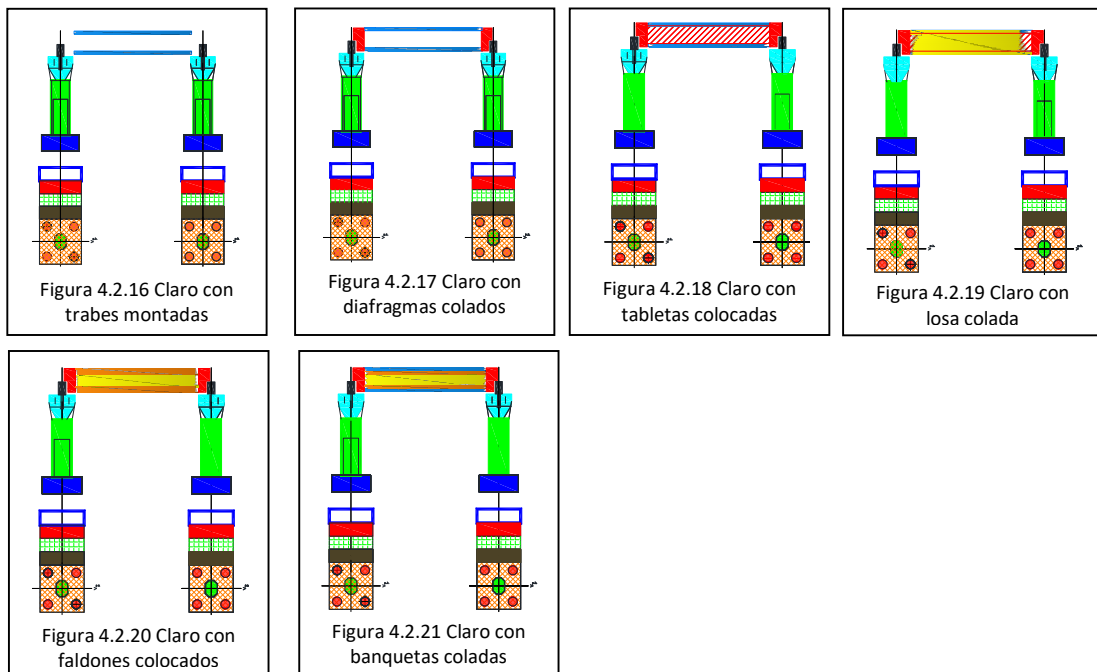 Figura 4.2.16 Claro con
trabes montadas
Figura 4.2.17 Claro con
diafragmas colados
Figura 4.2.18 Claro con
tabletas colocadas
Figura 4.2.19 Claro con
losa colada
Figura 4.2.20 Claro con
faldones colocados
Figura 4.2.21 Claro con
banquetas coladas